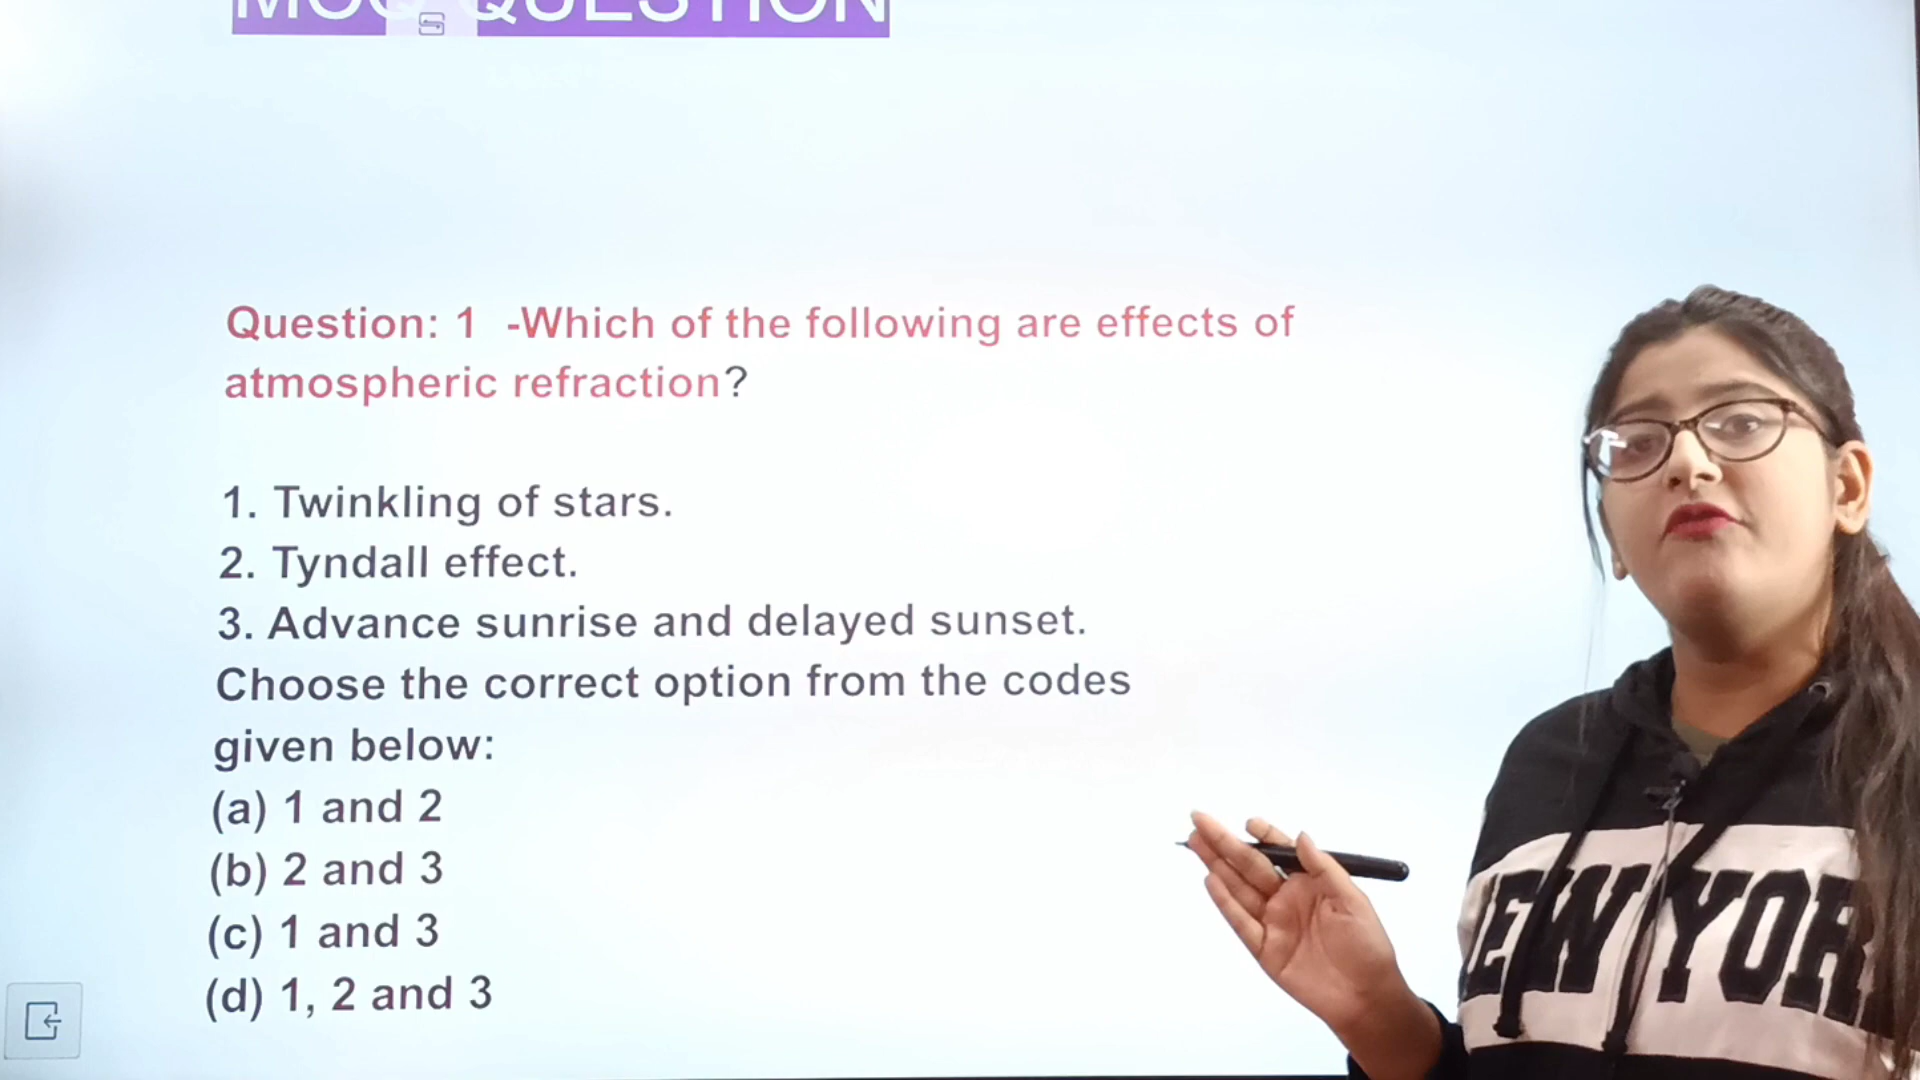 MCQ QUESTION
Question: 1 -Which of the following are effects of
atmospheric refraction?
1. Twinkling of stars.
2. Tyndall effect.
3. Advance sunrise and delayed sunset.
Choose the correct option from the codes
given below:
(a) 1 and 2
(b) 2 and 3
(c) 1 and 3
(d) 1, 2 and 3